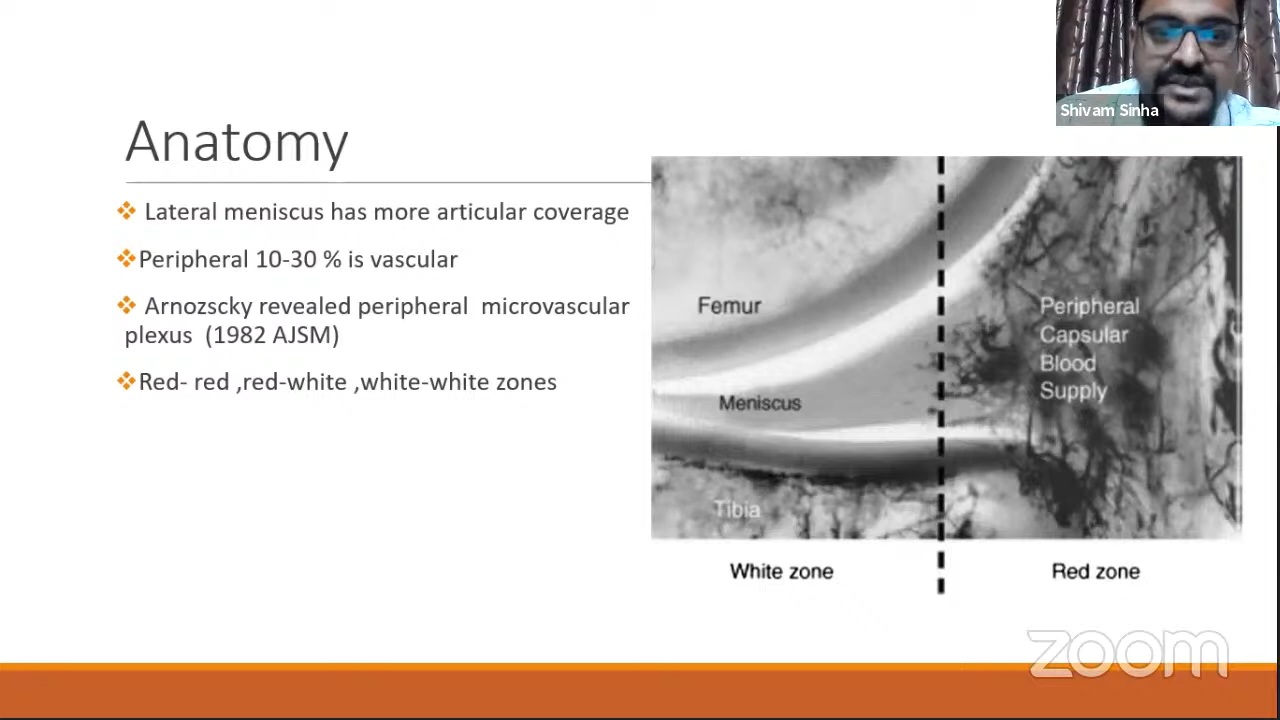 Shivam Sinha
Anatomy
Lateral meniscus has more articular coverage
Peripheral 10-30 % is vascular
Arnozscky revealed peripheral microvascular
plexus (1982 AJSM)
Red- red ,red-white ,white-white zones
Femur
Meniscus
Tibia
Peripheral
Capsular
Blood
Supply
White zone
Red zone
zoom